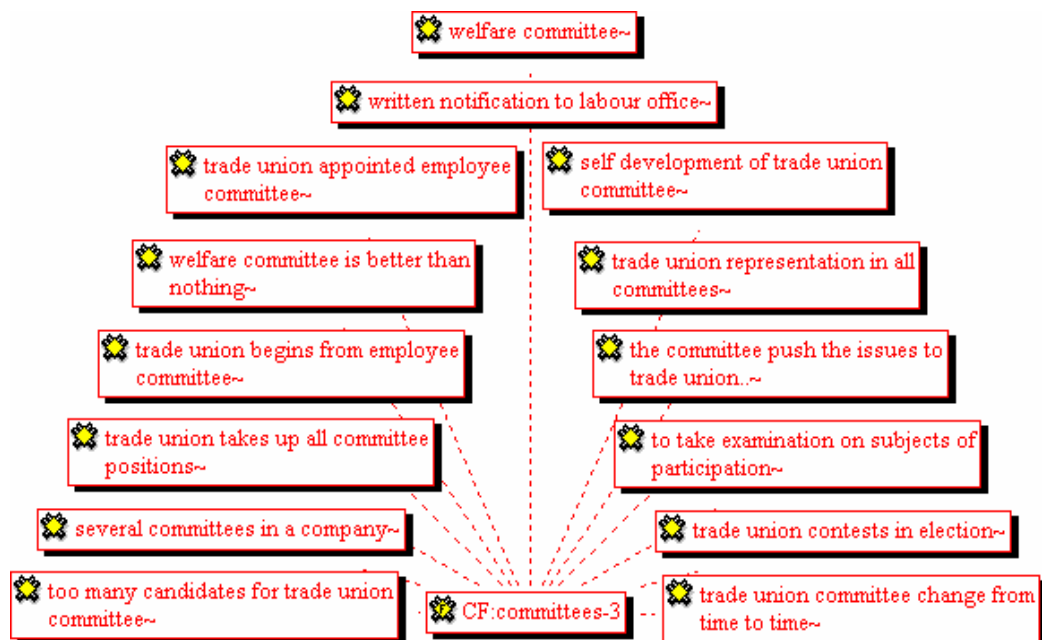 welfare committee~
written notification to labour office~
trade union appointed employee
committee~
self development of trade union
committee~
welfare committee is better than
nothing~
trade union representation in all
committees~
trade union begins from employee
committee~
the committee push the issues to
trade union..~
trade union takes up all committee
positions~
to take examination on subjects of
participation~
several committees in a company~
trade union contests in election~
too many candidates for trade union
committee~
CF:committees-3
trade union committee change from
time to time~